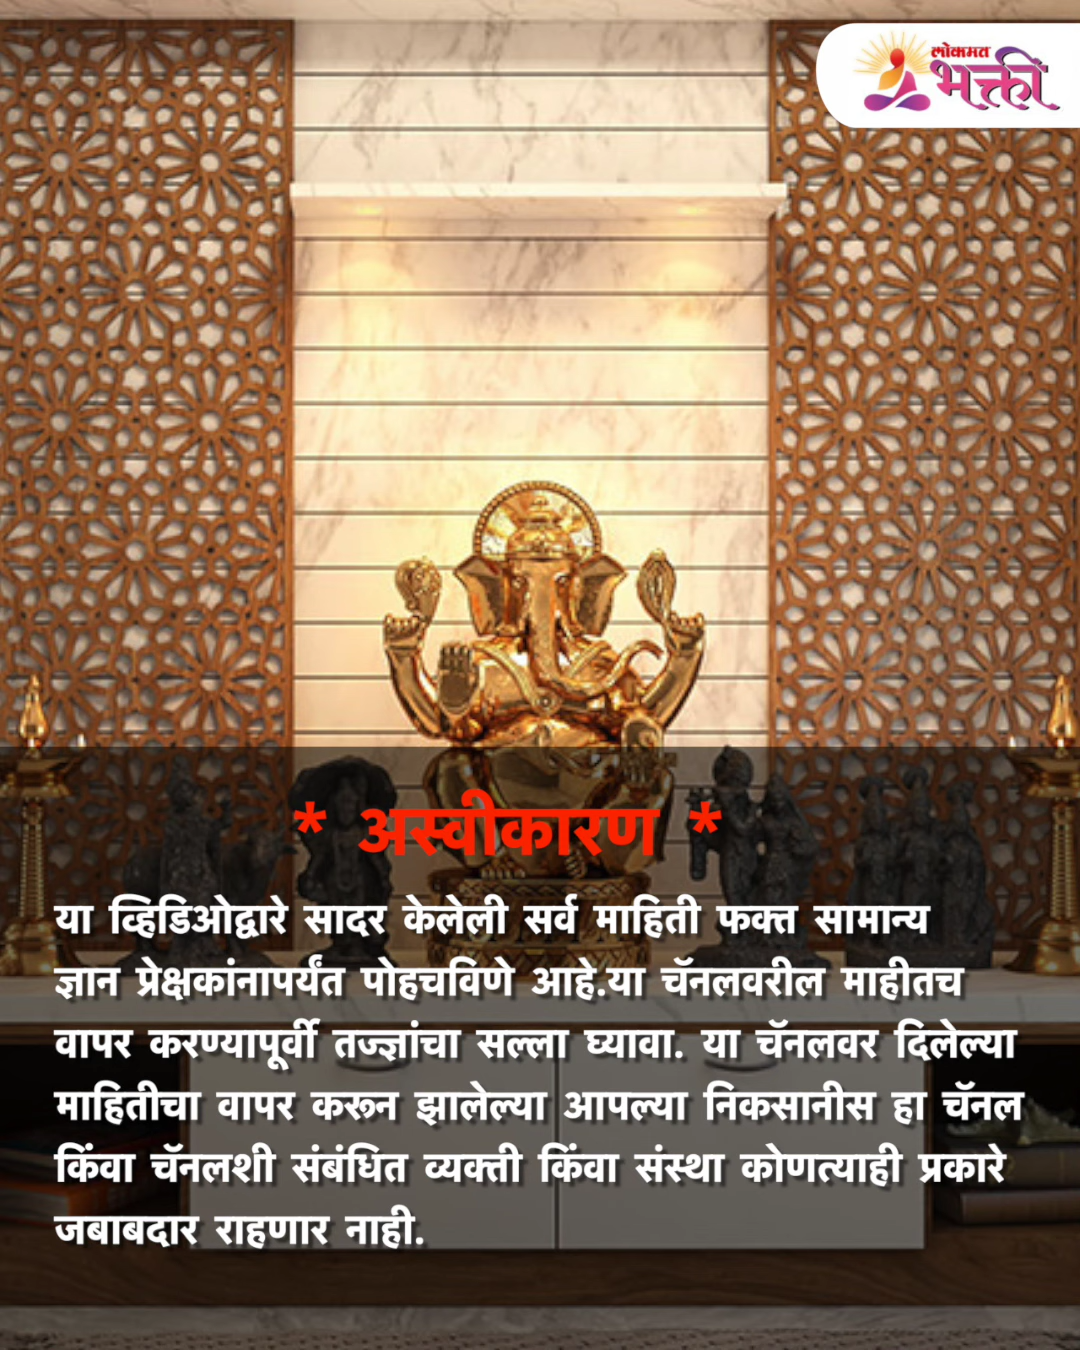 लोकमत
भक्ती
* अस्वीकारण *
या व्हिडिओद्वारे सादर केलेली सर्व माहिती फक्त सामान्य
ज्ञान प्रेक्षकांनापर्यंत पोहचविणे आहे.या चॅनलवरील माहीतच
वापर करण्यापूर्वी तज्ज्ञांचा सल्ला घ्यावा. या चॅनलवर दिलेल्या
माहितीचा वापर करून झालेल्या आपल्या निकसानीस हा चॅनल
किंवा चॅनलशी संबंधित व्यक्ती किंवा संस्था कोणत्याही प्रकारे
जबाबदार राहणार नाही.